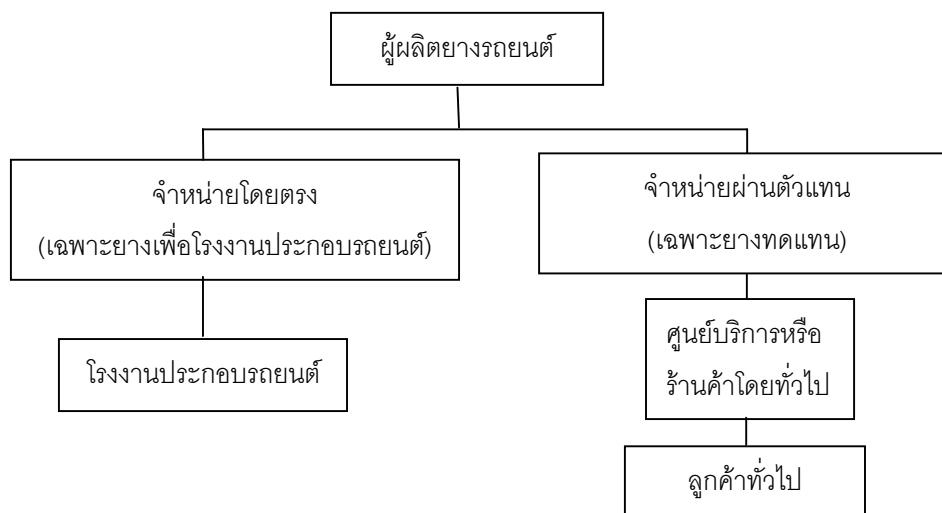 ผู้ผลิตยางรถยนต์
จำหน่ายโดยตรง
(เฉพาะยางเพื่อโรงงานประกอบรถยนต์)
จำหน่ายผ่านตัวแทน
(เฉพาะยางทดแทน)
โรงงานประกอบรถยนต์
ศูนย์บริการหรือ
ร้านค้าโดยทั่วไป
ลูกค้าทั่วไป